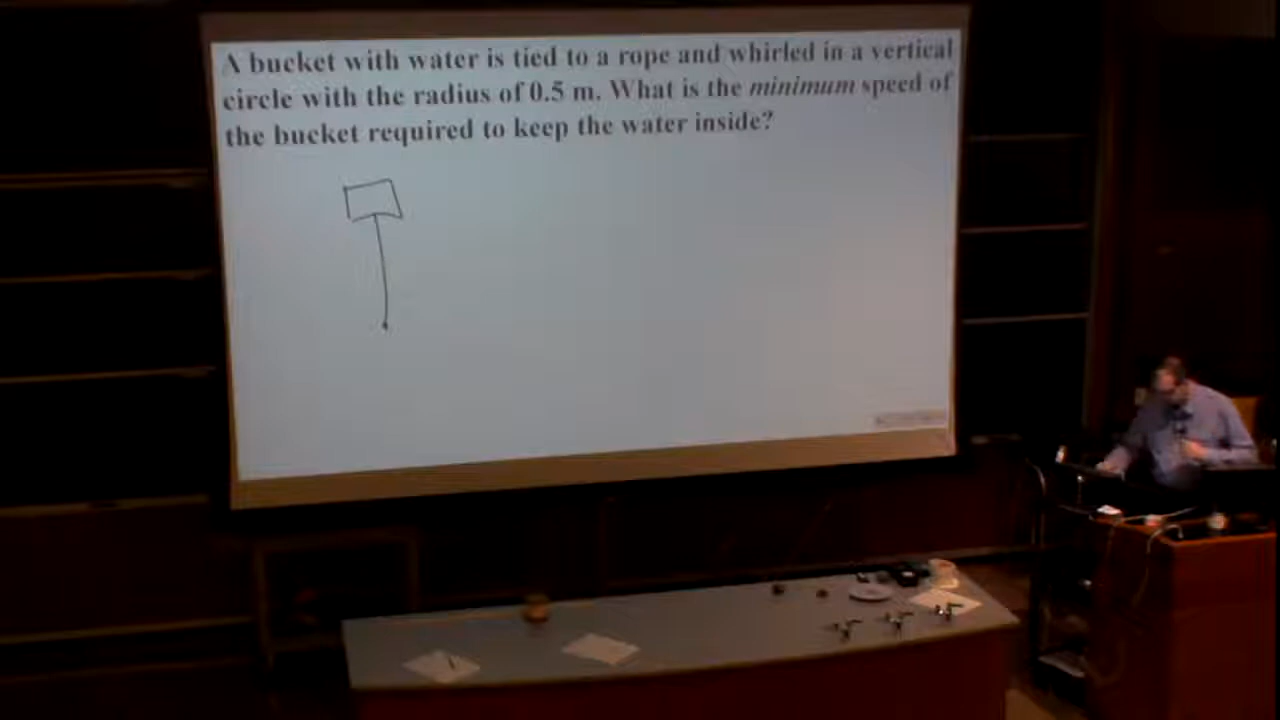 A bucket with water is tied to a rope and whirled in a vertical
circle with the radius of 0.5 m. What is the minimum speed of
the bucket required to keep the water inside?